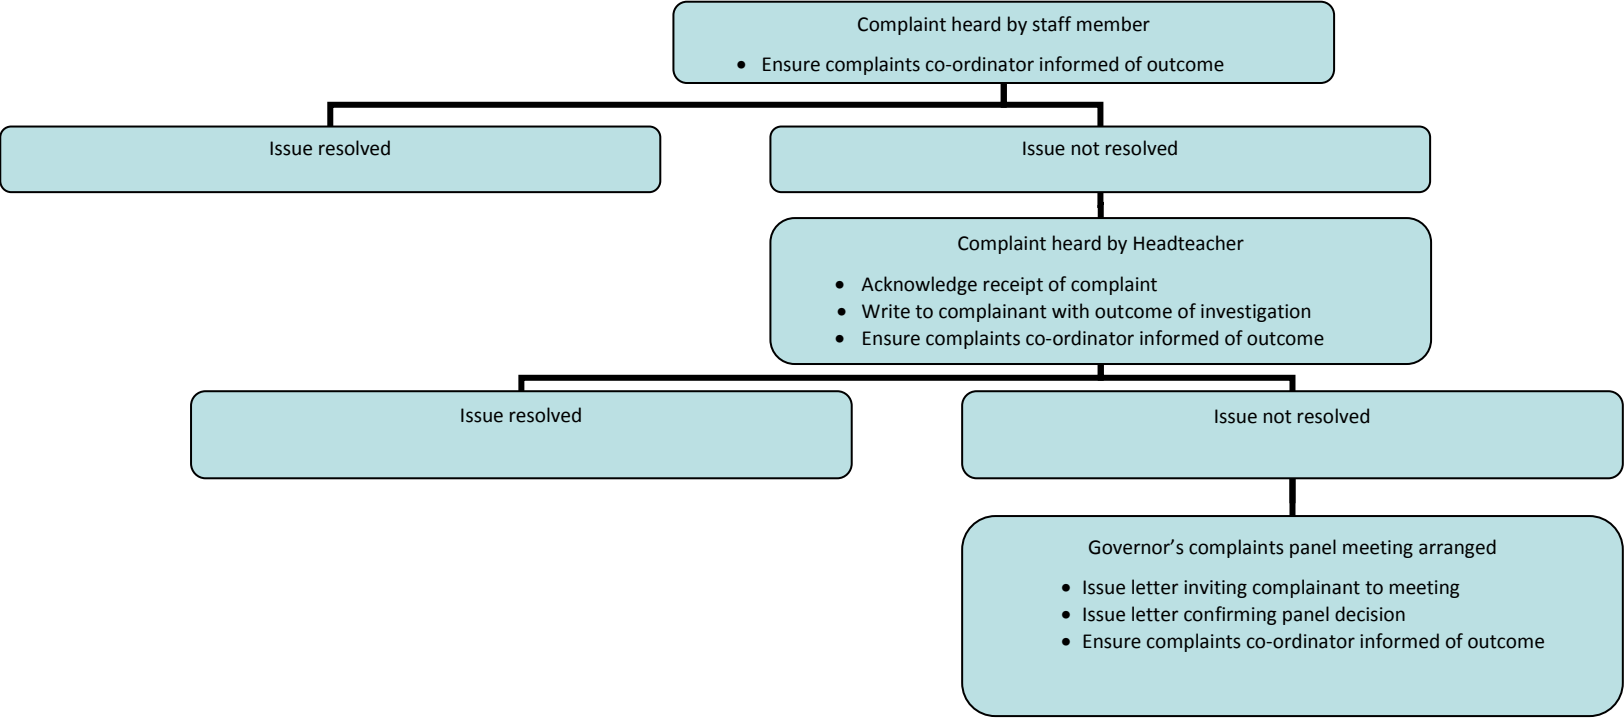 Complaint heard by staff member
• Ensure complaints co-ordinator informed of outcome
Issue resolved
Issue not resolved
Complaint heard by Headteacher
• Acknowledge receipt of complaint
• Write to complainant with outcome of investigation
• Ensure complaints co-ordinator informed of outcome
Issue resolved
Issue not resolved
Governor’s complaints panel meeting arranged
• Issue letter inviting complainant to meeting
• Issue letter confirming panel decision
• Ensure complaints co-ordinator informed of outcome